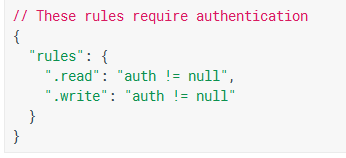 // These rules require authentication
{
  "rules": {
    ".read": "auth != null",
    ".write": "auth != null"
  }
}